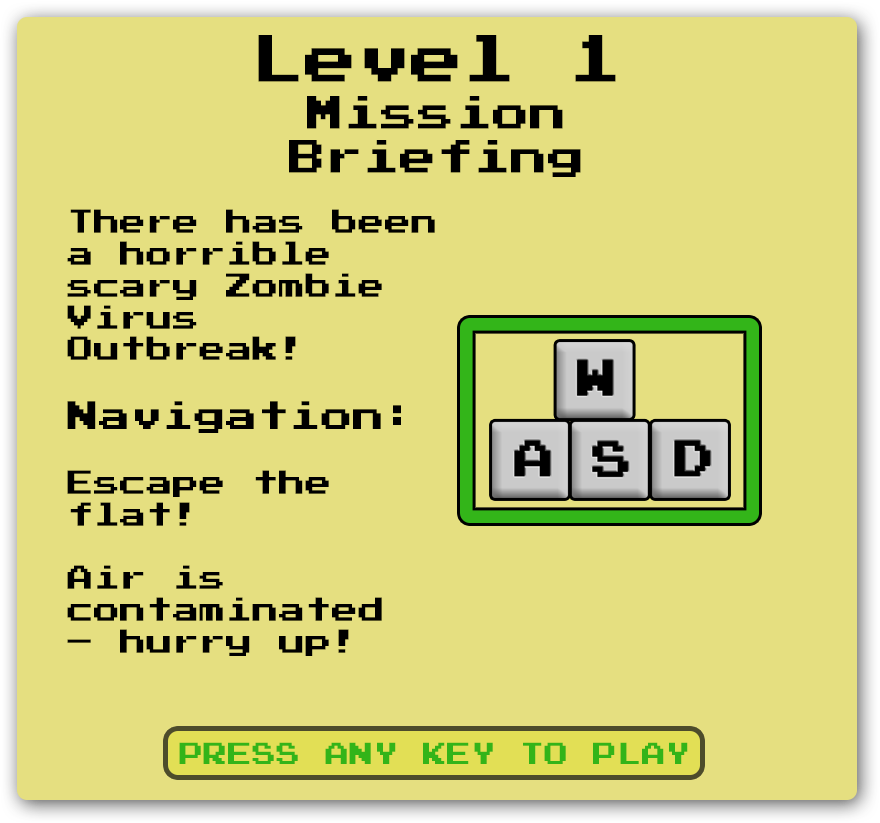 Level 1
Mission
Briefing
There has been
a horrible
scary Zombie
Virus
Outbreak!
Navigation:
Escape the
flat!
Air is
contaminated
– hurry up!
W
A S D
PRESS ANY KEY TO PLAY